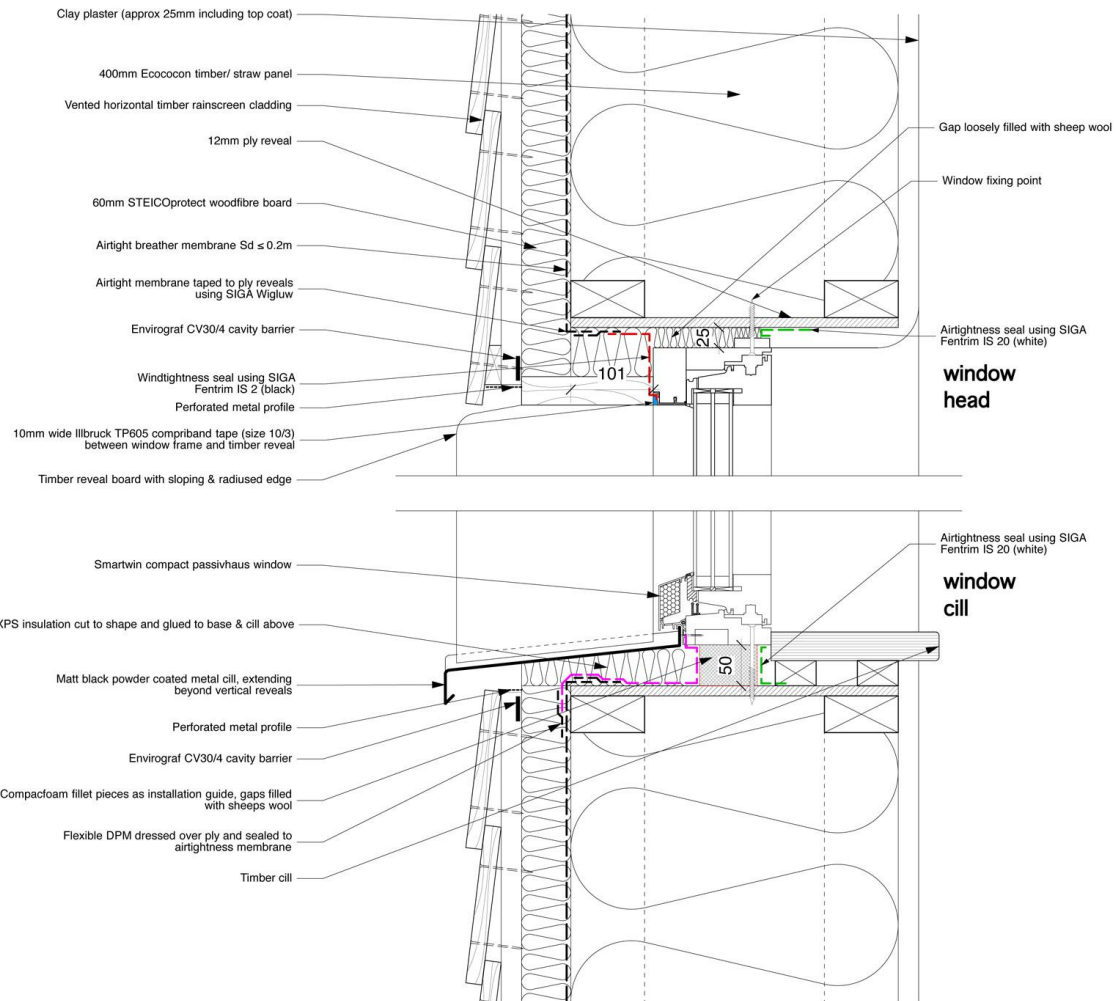 Clay plaster (approx 25mm including top coat)
400mm Ecococon timber/ straw panel
Vented horizontal timber rainscreen cladding
12mm ply reveal
60mm STEICOprotect woodfibre board
Airtight breather membrane Sd ≤ 0.2m
Airtight membrane taped to ply reveals
using SIGA Wigluw
Envirograf CV30/4 cavity barrier
Windtightness seal using SIGA
Fentrim IS 2 (black)
Perforated metal profile
10mm wide Illbruck TP605 compriband tape (size 10/3)
between window frame and timber reveal
Timber reveal board with sloping & radiused edge
Gap loosely filled with sheep wool
Window fixing point
Airtightness seal using SIGA
Fentrim IS 20 (white)
window
head
25
101
Smartwin compact passivhaus window
XPS insulation cut to shape and glued to base & cill above
Matt black powder coated metal cill, extending
beyond vertical reveals
Perforated metal profile
Envirograf CV30/4 cavity barrier
Compacfoam fillet pieces as installation guide, gaps filled
with sheeps wool
Flexible DPM dressed over ply and sealed to
airtightness membrane
Timber cill
Airtightness seal using SIGA
Fentrim IS 20 (white)
window
cill
50